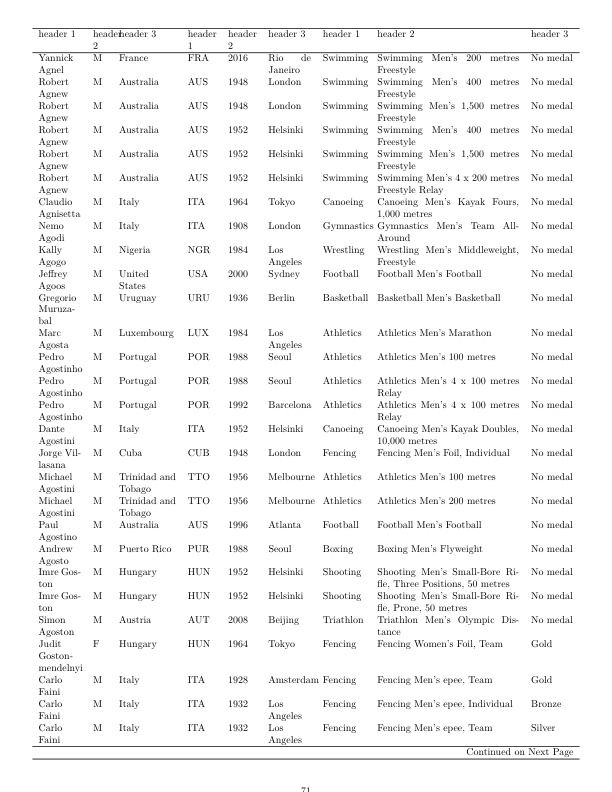 header 1 header 2 header 3 header 1 header 2 header 3 header 1 header 2 header 3
Yannick Agnel M France FRA 2016 Rio de Janeiro Swimming Swimming Men's 200 metres Freestyle No medal
Robert Agnew M Australia AUS 1948 London Swimming Swimming Men's 400 metres Freestyle No medal
Robert Agnew M Australia AUS 1948 London Swimming Swimming Men's 1,500 metres Freestyle No medal
Robert Agnew M Australia AUS 1952 Helsinki Swimming Swimming Men's 400 metres Freestyle No medal
Robert Agnew M Australia AUS 1952 Helsinki Swimming Swimming Men's 1,500 metres Freestyle No medal
Robert Agnew M Australia AUS 1952 Helsinki Swimming Swimming Men's 4 x 200 metres Freestyle Relay No medal
Claudio Agnisetta M Italy ITA 1964 Tokyo Canoeing Canoeing Men's Kayak Fours, 1,000 metres No medal
Nemo Agodi M Italy ITA 1908 London Gymnastics Gymnastics Men's Team All-Around No medal
Kally Agogo M Nigeria NGR 1984 Los Angeles Wrestling Wrestling Men's Middleweight, Freestyle No medal
Jeffrey Agoos M United States USA 2000 Sydney Football Football Men's Football No medal
Gregorio Muruza-bal M Uruguay URU 1936 Berlin Basketball Basketball Men's Basketball No medal
Marc Agosta M Luxembourg LUX 1984 Los Angeles Athletics Athletics Men's Marathon No medal
Pedro Agostinho M Portugal POR 1988 Seoul Athletics Athletics Men's 100 metres No medal
Pedro Agostinho M Portugal POR 1988 Seoul Athletics Athletics Men's 4 x 100 metres Relay No medal
Pedro Agostinho M Portugal POR 1992 Barcelona Athletics Athletics Men's 4 x 100 metres Relay No medal
Dante Agostini M Italy ITA 1952 Helsinki Canoeing Canoeing Men's Kayak Doubles, 10,000 metres No medal
Jorge Vil-lasana M Cuba CUB 1948 London Fencing Fencing Men's Foil, Individual No medal
Michael Agostini M Trinidad and Tobago TTO 1956 Melbourne Athletics Athletics Men's 100 metres No medal
Michael Agostini M Trinidad and Tobago TTO 1956 Melbourne Athletics Athletics Men's 200 metres No medal
Paul Agostino M Australia AUS 1996 Atlanta Football Football Men's Football No medal
Andrew Agosto M Puerto Rico PUR 1988 Seoul Boxing Boxing Men's Flyweight No medal
Imre Gos-ton M Hungary HUN 1952 Helsinki Shooting Shooting Men's Small-Bore Ri-fle, Three Positions, 50 metres No medal
Imre Gos-ton M Hungary HUN 1952 Helsinki Shooting Shooting Men's Small-Bore Ri-fle, Prone, 50 metres No medal
Simon Agoston M Austria AUT 2008 Beijing Triathlon Triathlon Men's Olympic Dis-tance No medal
Judit Goston-mendelnyi F Hungary HUN 1964 Tokyo Fencing Fencing Women's Foil, Team Gold
Carlo Faini M Italy ITA 1928 Amsterdam Fencing Fencing Men's epee, Team Gold
Carlo Faini M Italy ITA 1932 Los Angeles Fencing Fencing Men's epee, Individual Bronze
Carlo Faini M Italy ITA 1932 Los Angeles Fencing Fencing Men's epee, Team Silver
Continued on Next Page
71